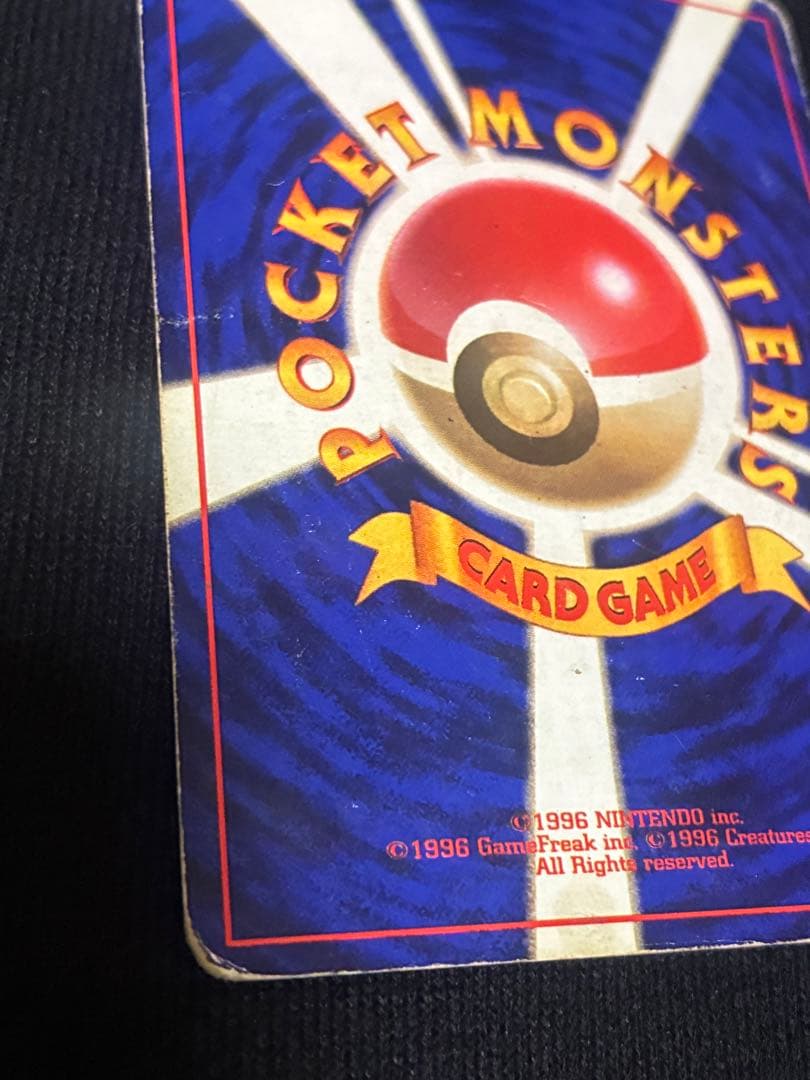 POCKET MONSTERS
CARD GAME
©1996 NINTENDO inc.
©1996 GameFreak inc. ©1996 Creatures
All Rights reserved.